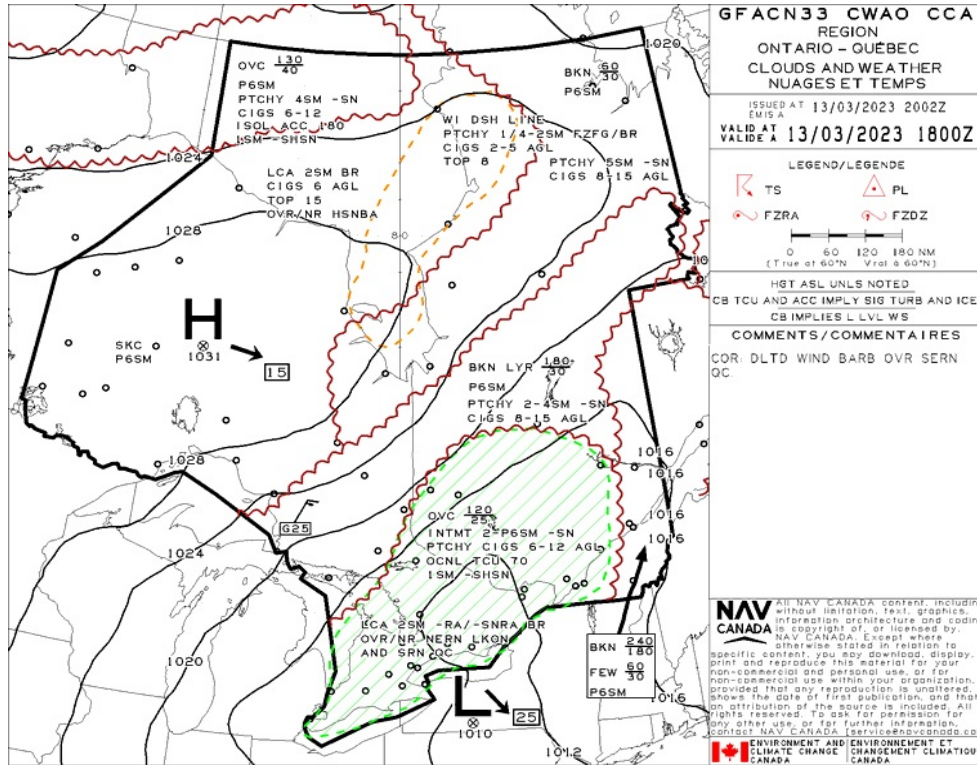 GFACN33 CWAO CCA
REGION
ONTARIO - QUÉBEC
CLOUDS AND WEATHER
NUAGES ET TEMPS
ISSUED AT 13/03/2023 2002Z
EMIS A
VALID AT 13/03/2023 1800Z
VALIDE A
LEGEND/LÉGENDE
TS
PL
FZRA
FZDZ
0 60 120 180 NM
(True at 60°N Vrai à 60°N)
HGT ASL UNLS NOTED
CB TCU AND ACC IMPLY SIG TURB AND ICE
CB IMPLIES L LVL WS
COMMENTS/COMMENTAIRES
COR: DLTD WIND BARB OVR SERN
QC.
OVC 130/40
P6SM
PTCHY 4SM -SN
CIGS 6-12
ISOL ACC 180
1SM -SHSN
BKN 60/30
P6SM
1020
WI DSH LINE
PTCHY 1/4-2SM FZFG/BR
CIGS 2-5 AGL
TOP 8
PTCHY 5SM -SN
CIGS 8-15 AGL
1024
LCA 2SM BR
CIGS 6 AGL
TOP 15
OVR/NR HSNBA
1028
80
H
1031
15
SKC
P6SM
BKN LYR 180/30
P6SM
PTCHY 2-4SM -SN
CIGS 8-15 AGL
1028
1016
1016
1016
1016
G25
OVC 120/25
INTMT 2-P6SM -SN
PTCHY CIGS 6-12 AGL
OCNL TCU 70
1SM -SHSN
1024
LCA 2SM -RA/-SNRA BR
OVR/NR NERN LKON
AND SRN QC
1020
BKN 240/180
FEW 60/30
P6SM
L
1010
25
1016
1012
NAV CANADA
All NAV CANADA content, including
without limitation, text, graphics,
information architecture and coding
is copyright of, or licensed by,
NAV CANADA. Except where
otherwise stated in relation to
specific content, you may download, display,
print and reproduce this material for your
non-commercial and personal use, or for
non-commercial use within your organization,
provided that any reproduction is unaltered,
shows the date of first publication, and that
an attribution of the source is included. All
rights reserved. To ask for permission for
any other use, or for further information,
contact NAV CANADA [service@navcanada.co
ENVIRONMENT AND CLIMATE CHANGE CANADA
ENVIRONNEMENT ET CHANGEMENT CLIMATIQU CANADA